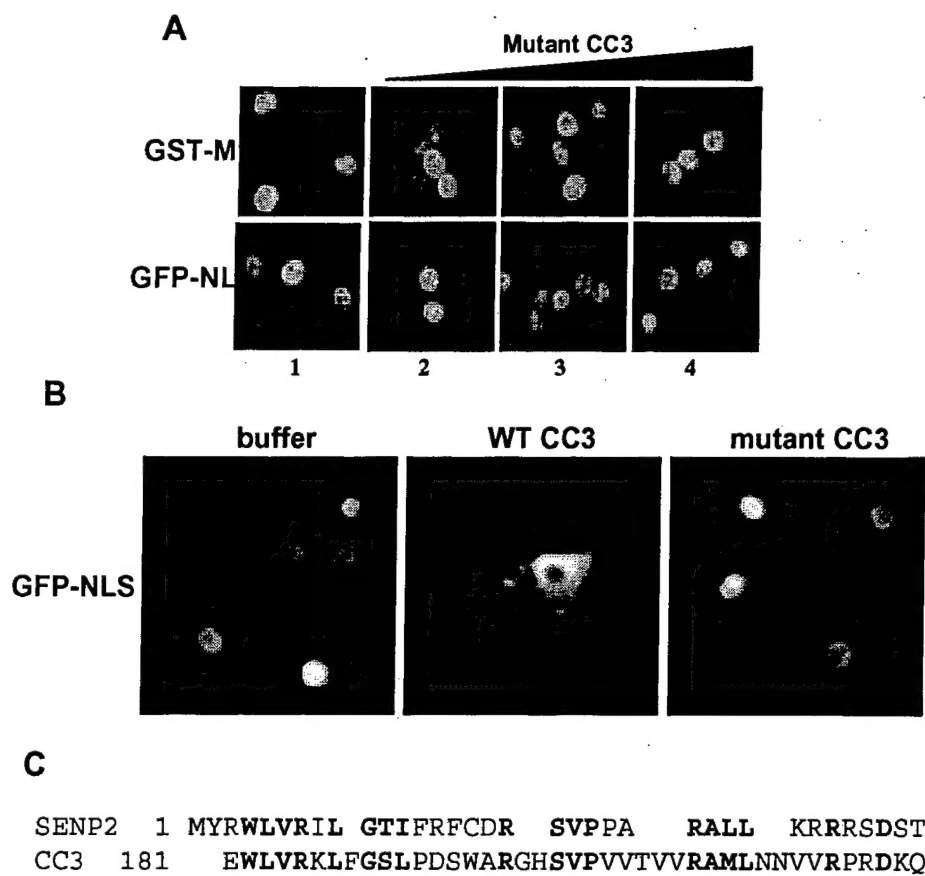 A
Mutant CC3
GST-M
GFP-NL
1 2 3 4
B
buffer WT CC3 mutant CC3
GFP-NLS
C
SENP2 1 MYRWLVRIL GTIFRFCDR SVPPA RALL KRRRSDST
CC3 181 EWLVRKLFGSLPDSWARGHSVPVVTVVRAMLNNVVRPRDKQ